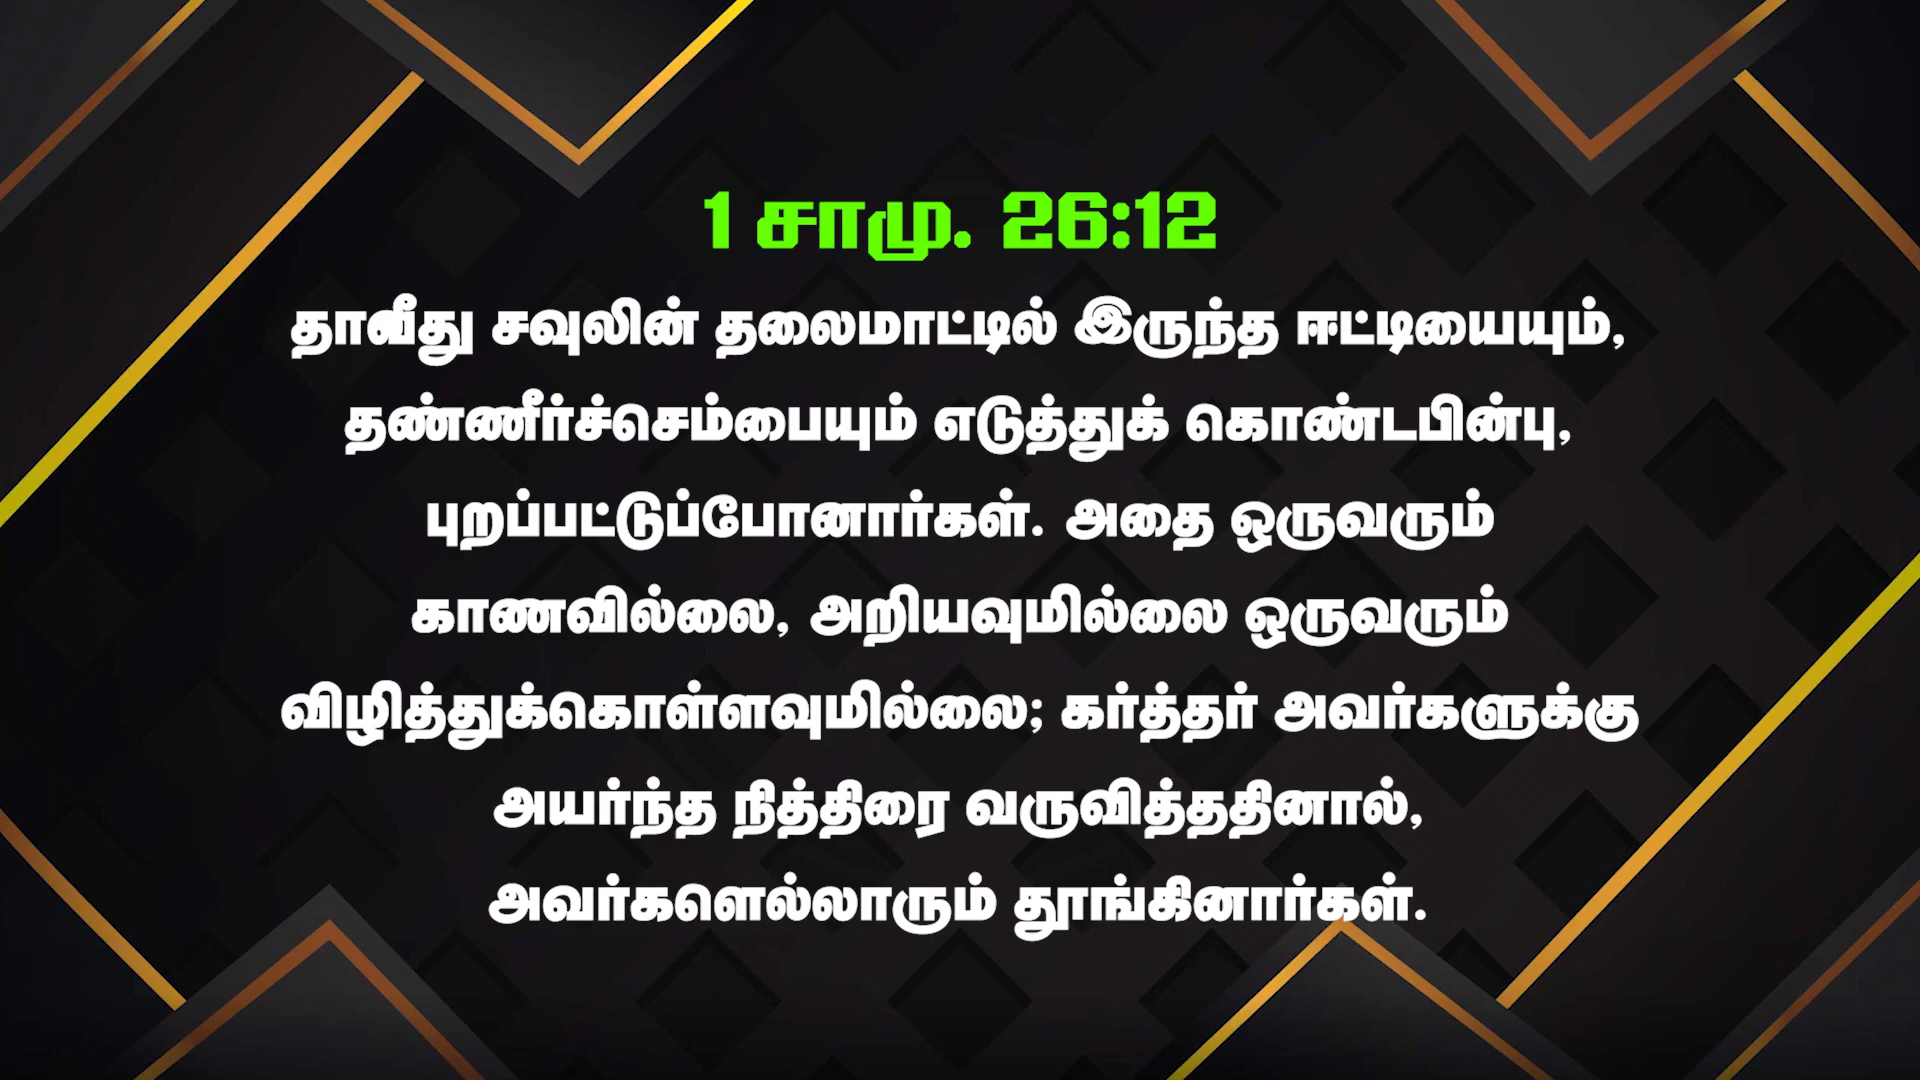 1 சாமு. 26:12
தாவீது சவுலின் தலைமாட்டில் இருந்த ஈட்டியையும்,
தண்ணீர்ச்செம்பையும் எடுத்துக் கொண்டபின்பு,
புறப்பட்டுப்போனார்கள். அதை ஒருவரும்
காணவில்லை, அறியவுமில்லை ஒருவரும்
விழித்துக்கொள்ளவுமில்லை; கர்த்தர் அவர்களுக்கு
அயர்ந்த நித்திரை வருவித்ததினால்,
அவர்களெல்லாரும் தூங்கினார்கள்.